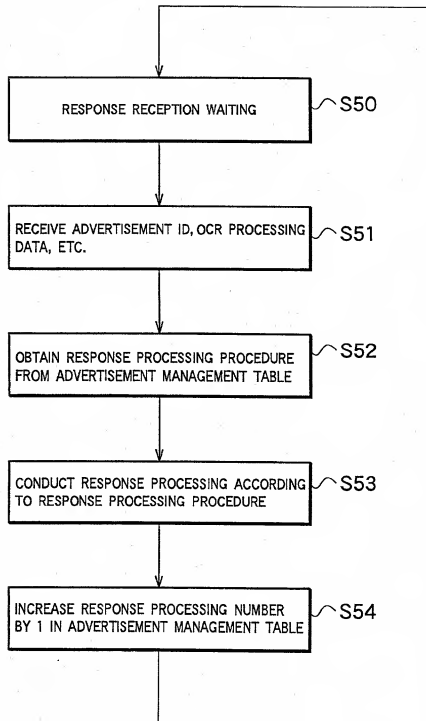 RESPONSE RECEPTION WAITING
S50
RECEIVE ADVERTISEMENT ID, OCR PROCESSING
DATA, ETC.
S51
OBTAIN RESPONSE PROCESSING PROCEDURE
FROM ADVERTISEMENT MANAGEMENT TABLE
S52
CONDUCT RESPONSE PROCESSING ACCORDING
TO RESPONSE PROCESSING PROCEDURE
S53
INCREASE RESPONSE PROCESSING NUMBER
BY 1 IN ADVERTISEMENT MANAGEMENT TABLE
S54